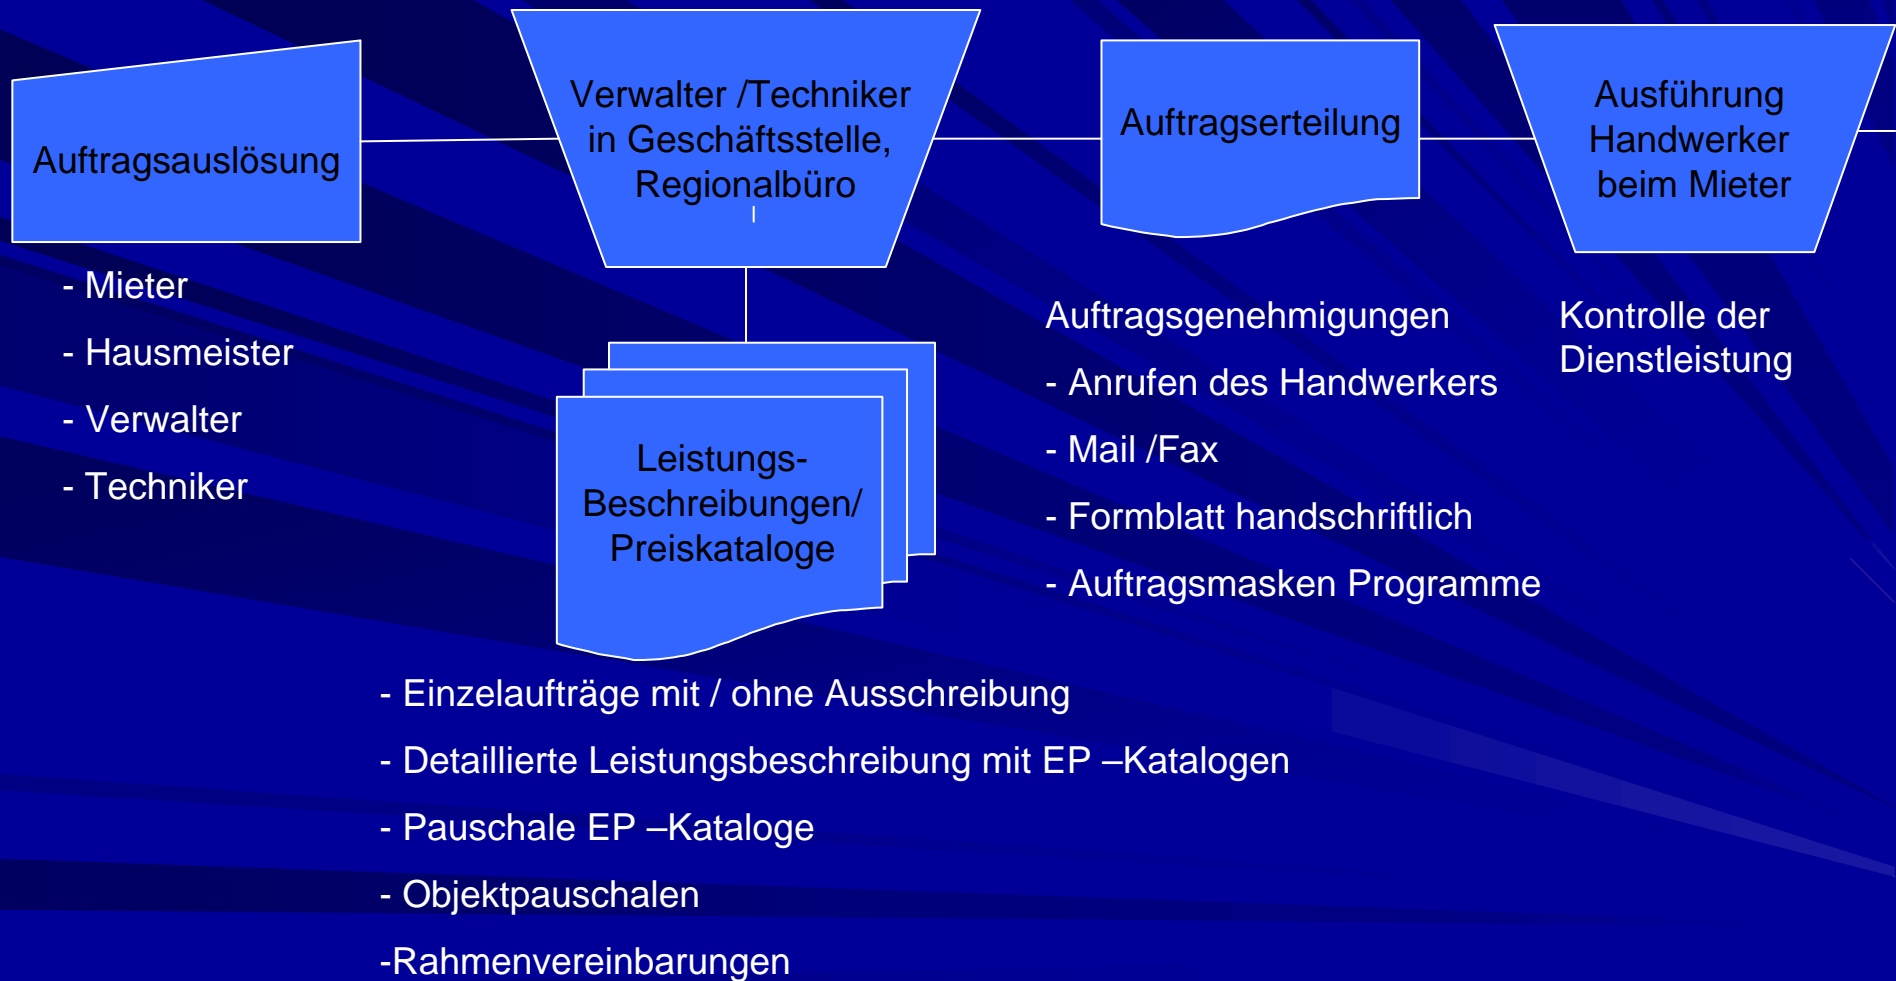 Auftragsauslösung
- Mieter
- Hausmeister
- Verwalter
- Techniker
Verwalter /Techniker
in Geschäftsstelle,
Regionalbüro
Leistungs-
Beschreibungen/
Preiskataloge
- Einzelaufträge mit / ohne Ausschreibung
- Detaillierte Leistungsbeschreibung mit EP –Katalogen
- Pauschale EP –Kataloge
- Objektpauschalen
-Rahmenvereinbarungen
Auftragserteilung
Auftragsgenehmigungen
- Anrufen des Handwerkers
- Mail /Fax
- Formblatt handschriftlich
- Auftragsmasken Programme
Ausführung
Handwerker
beim Mieter
Kontrolle der
Dienstleistung